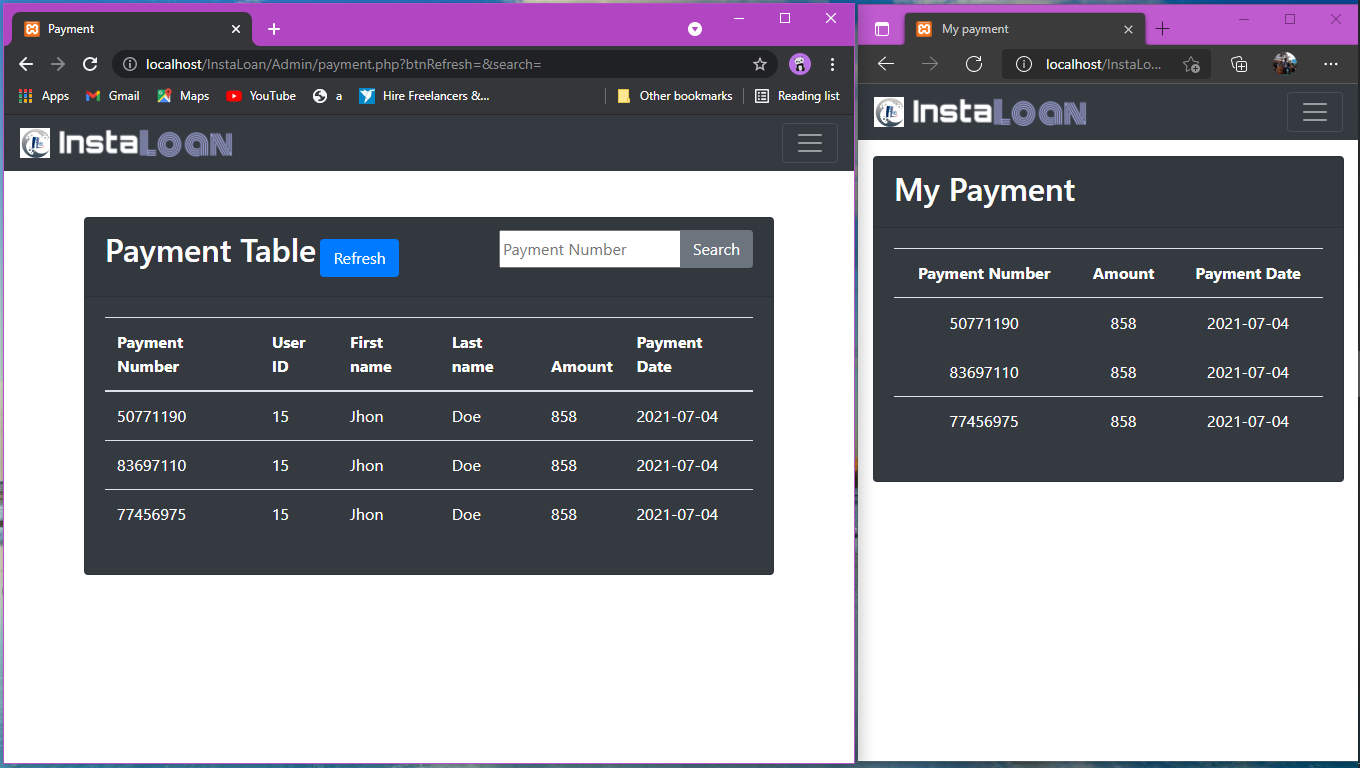 Payment
localhost/InstaLoan/Admin/payment.php?btnRefresh=&search=
Apps Gmail Maps YouTube a Hire Freelancers &... Other bookmarks Reading list
InstaLOAN
Payment Table Refresh Payment Number Search
Payment Number User ID First name Last name Amount Payment Date
50771190 15 Jhon Doe 858 2021-07-04
83697110 15 Jhon Doe 858 2021-07-04
77456975 15 Jhon Doe 858 2021-07-04
My payment
localhost/InstaLo...
InstaLOAN
My Payment
Payment Number Amount Payment Date
50771190 858 2021-07-04
83697110 858 2021-07-04
77456975 858 2021-07-04